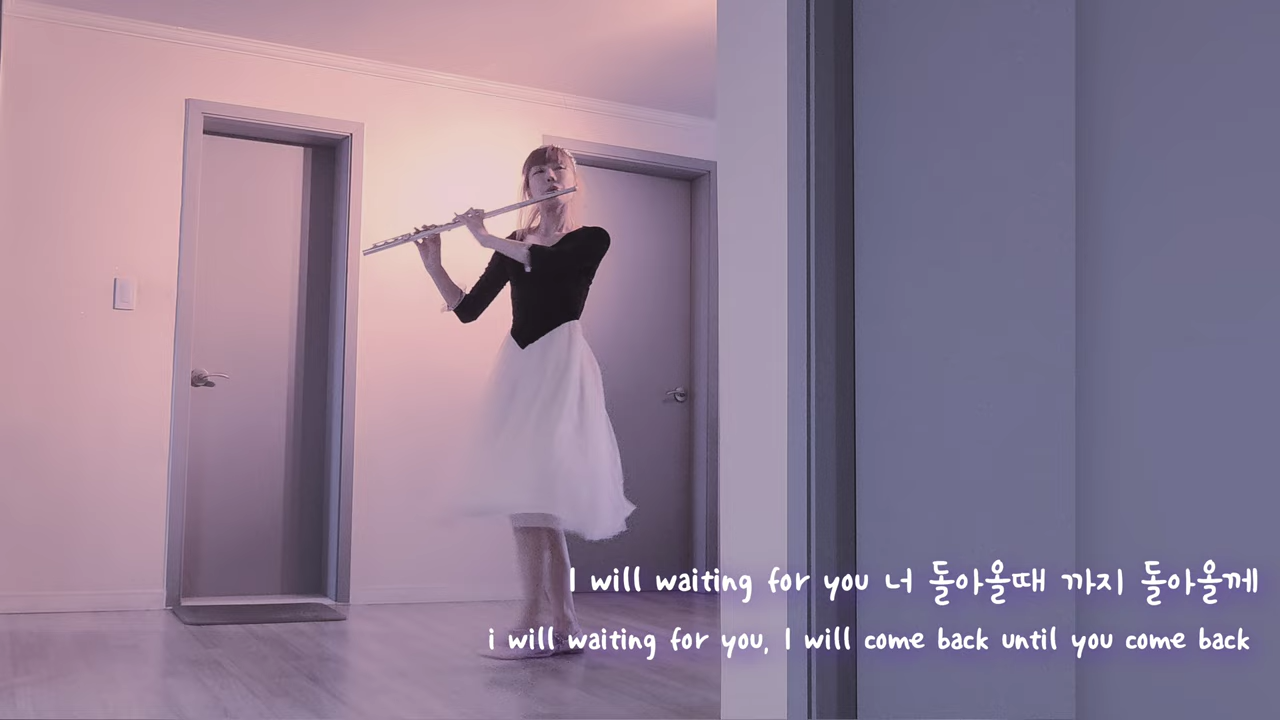 I will waiting for you 너 돌아올때 까지 돌아올께
i will waiting for you, I will come back until you come back